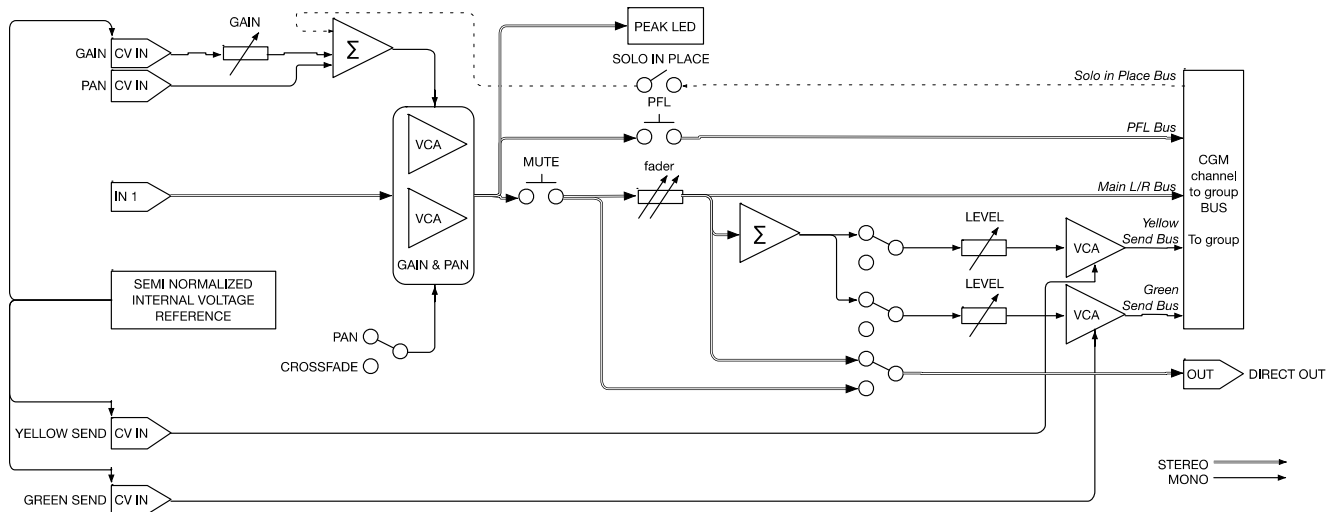 GAIN
PEAK LED
GAIN
CV IN
Σ
PAN
CV IN
SOLO IN PLACE
Solo in Place Bus
PFL
PFL Bus
VCA
MUTE
fader
CGM
channel
to group
BUS
To group
IN 1
Main L/R Bus
VCA
Σ
LEVEL
Yellow
Send Bus
VCA
GAIN & PAN
SEMI NORMALIZED
INTERNAL VOLTAGE
REFERENCE
LEVEL
Green
Send Bus
VCA
PAN
CROSSFADE
OUT
DIRECT OUT
YELLOW SEND
CV IN
STEREO
MONO
GREEN SEND
CV IN